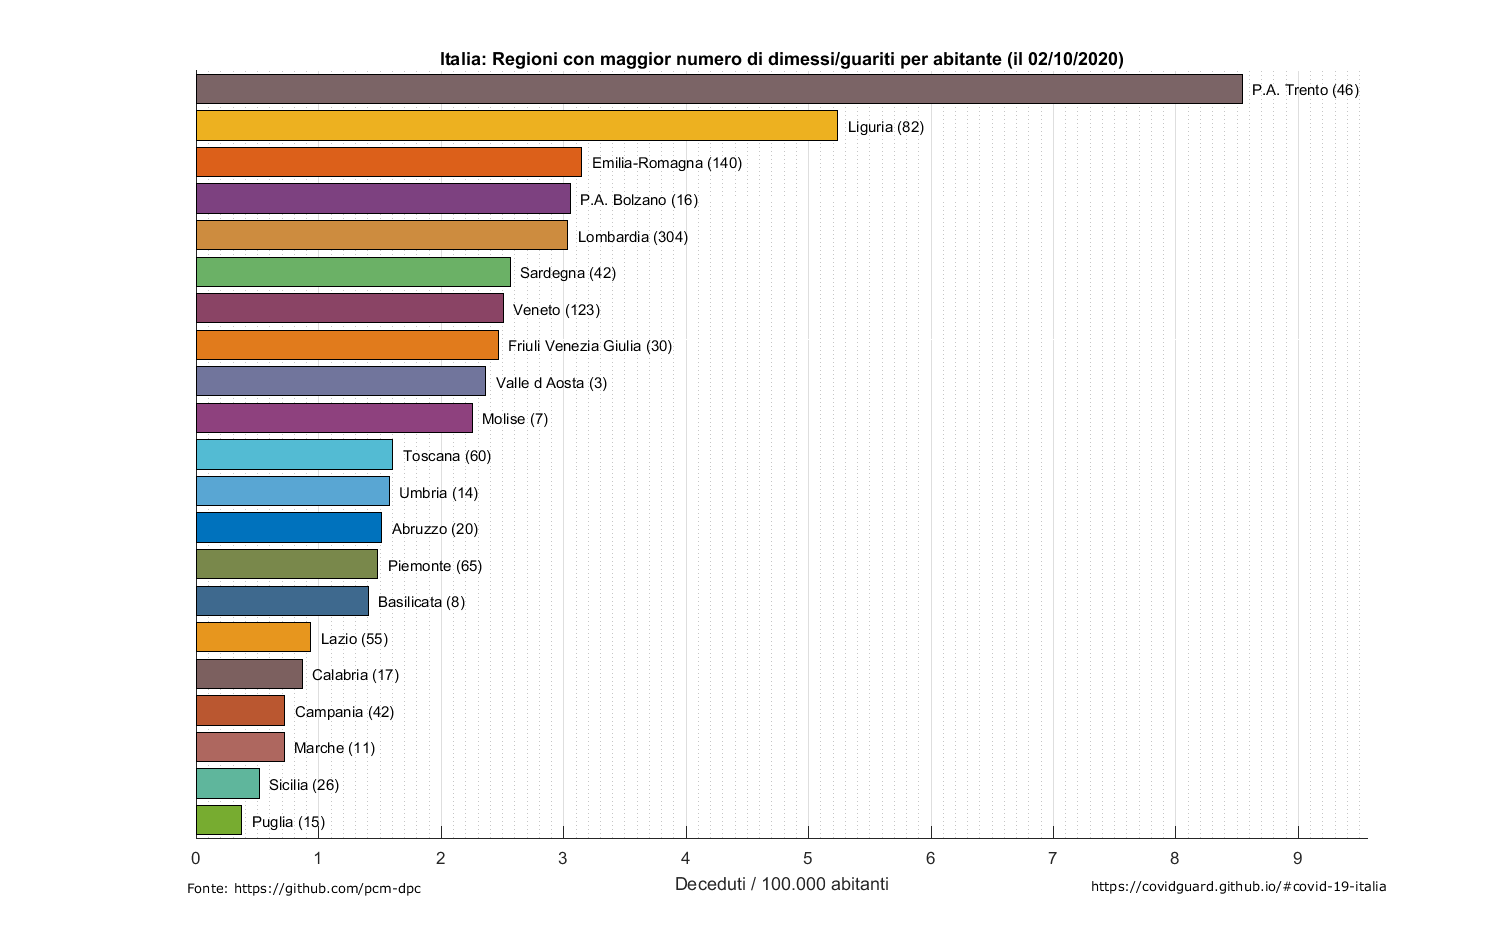 Italia: Regioni con maggior numero di dimessi/guariti per abitante (il 02/10/2020)
P.A. Trento (46)
Liguria (82)
Emilia-Romagna (140)
P.A. Bolzano (16)
Lombardia (304)
Sardegna (42)
Veneto (123)
Friuli Venezia Giulia (30)
Valle d Aosta (3)
Molise (7)
Toscana (60)
Umbria (14)
Abruzzo (20)
Piemonte (65)
Basilicata (8)
Lazio (55)
Calabria (17)
Campania (42)
Marche (11)
Sicilia (26)
Puglia (15)
0 1 2 3 4 5 6 7 8 9
Deceduti / 100.000 abitanti
Fonte: https://github.com/pcm-dpc
https://covidguard.github.io/#covid-19-italia